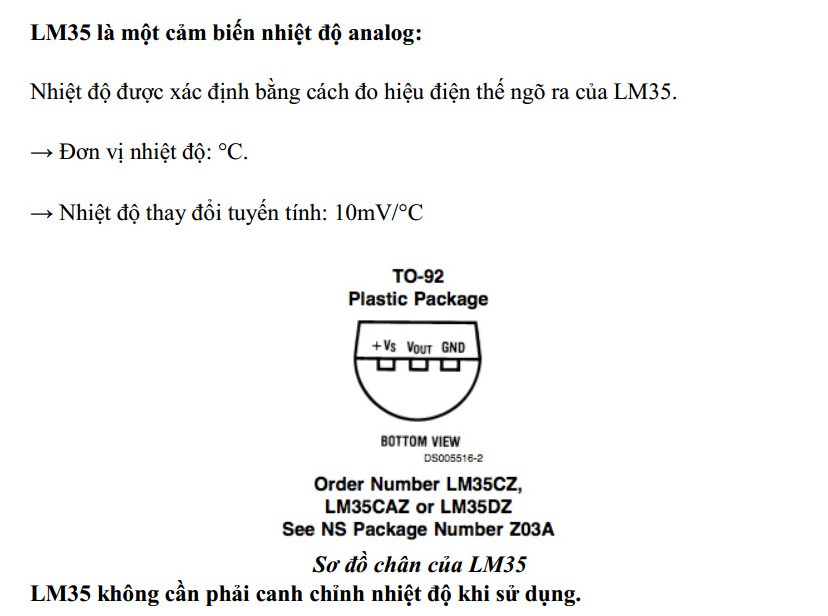 LM35 là một cảm biến nhiệt độ analog:
Nhiệt độ được xác định bằng cách đo hiệu điện thế ngõ ra của LM35.
→ Đơn vị nhiệt độ: °C.
→ Nhiệt độ thay đổi tuyến tính: 10mV/°C
TO-92
Plastic Package
+VS VOUT GND
BOTTOM VIEW
DS005516-2
Order Number LM35CZ,
LM35CAZ or LM35DZ
See NS Package Number Z03A
Sơ đồ chân của LM35
LM35 không cần phải canh chỉnh nhiệt độ khi sử dụng.